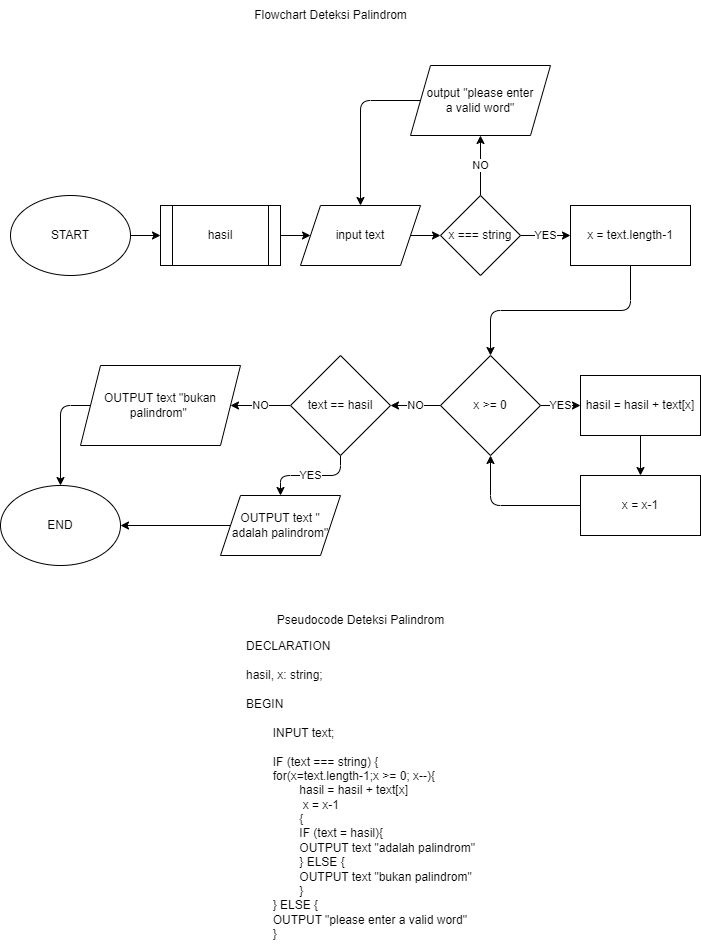 Flowchart Deteksi Palindrom
output "please enter
a valid word"
NO
START
hasil
input text
x === string
YES
x = text.length-1
OUTPUT text "bukan
palindrom"
NO
text == hasil
NO
x >= 0
YES
hasil = hasil + text[x]
YES
x = x-1
END
OUTPUT text "
adalah palindrom"
Pseudocode Deteksi Palindrom
DECLARATION
hasil, x: string;
BEGIN
INPUT text;
IF (text === string) {
for(x=text.length-1;x >= 0; x--){
hasil = hasil + text[x]
x = x-1
{
IF (text = hasil){
OUTPUT text "adalah palindrom"
} ELSE {
OUTPUT text "bukan palindrom"
}
} ELSE {
OUTPUT "please enter a valid word"
}